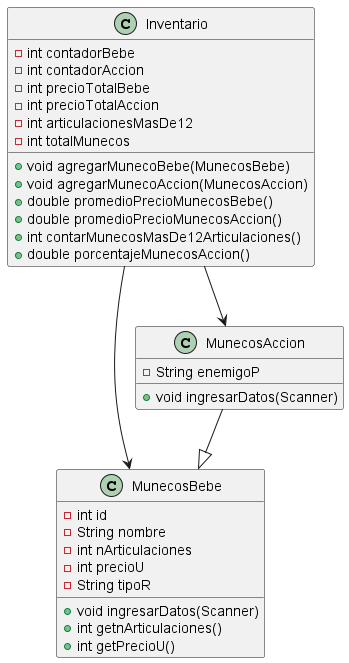 C Inventario
int contadorBebe
int contadorAccion
int precioTotalBebe
int precioTotalAccion
int articulacionesMasDe12
int totalMunecos
void agregarMunecoBebe(MunecosBebe)
void agregarMunecoAccion(MunecosAccion)
double promedioPrecioMunecosBebe()
double promedioPrecioMunecosAccion()
int contarMunecosMasDe12Articulaciones()
double porcentajeMunecosAccion()
C MunecosAccion
String enemigoP
void ingresarDatos(Scanner)
C MunecosBebe
int id
String nombre
int nArticulaciones
int precioU
String tipoR
void ingresarDatos(Scanner)
int getnArticulaciones()
int getPrecioU()